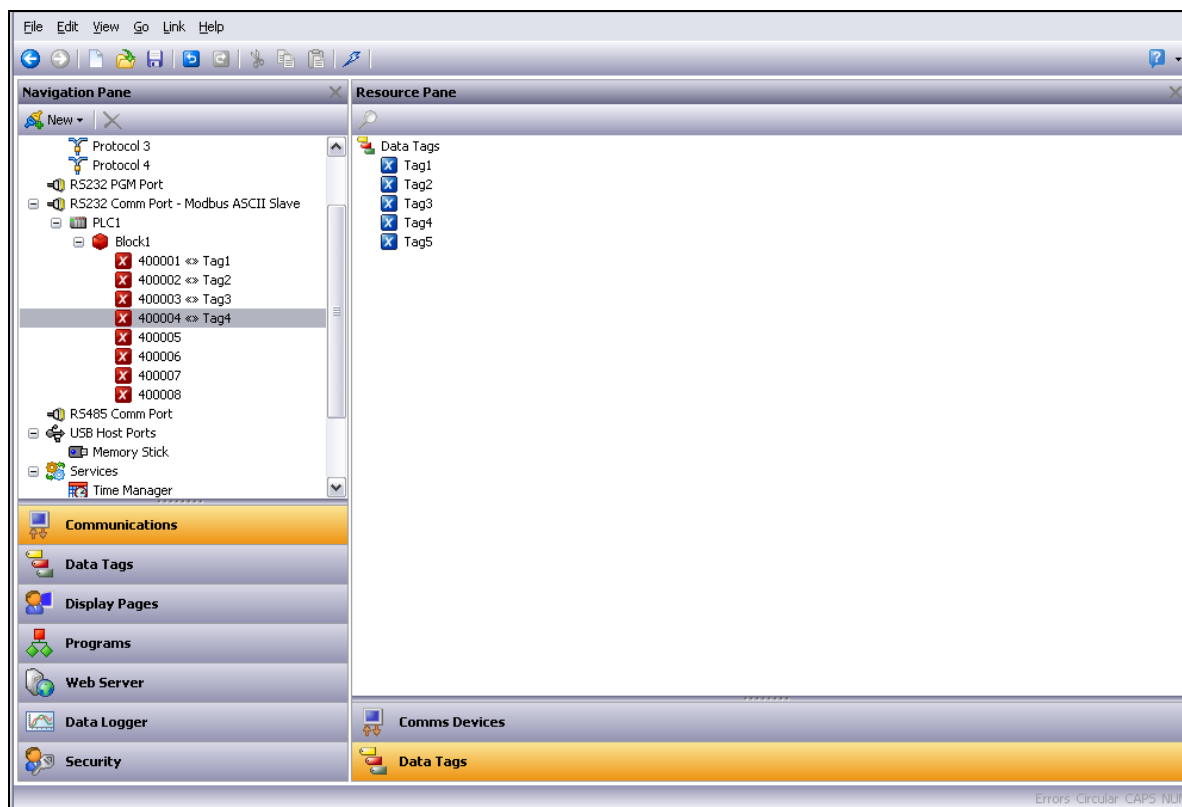 File Edit View Go Link Help
Navigation Pane
Resource Pane
New
Protocol 3
Protocol 4
RS232 PGM Port
RS232 Comm Port - Modbus ASCII Slave
PLC1
Block1
400001 «» Tag1
400002 «» Tag2
400003 «» Tag3
400004 «» Tag4
400005
400006
400007
400008
RS485 Comm Port
USB Host Ports
Memory Stick
Services
Time Manager
Communications
Data Tags
Display Pages
Programs
Web Server
Data Logger
Security
Data Tags
Tag1
Tag2
Tag3
Tag4
Tag5
Comms Devices
Data Tags
Errors Circular CAPS NU